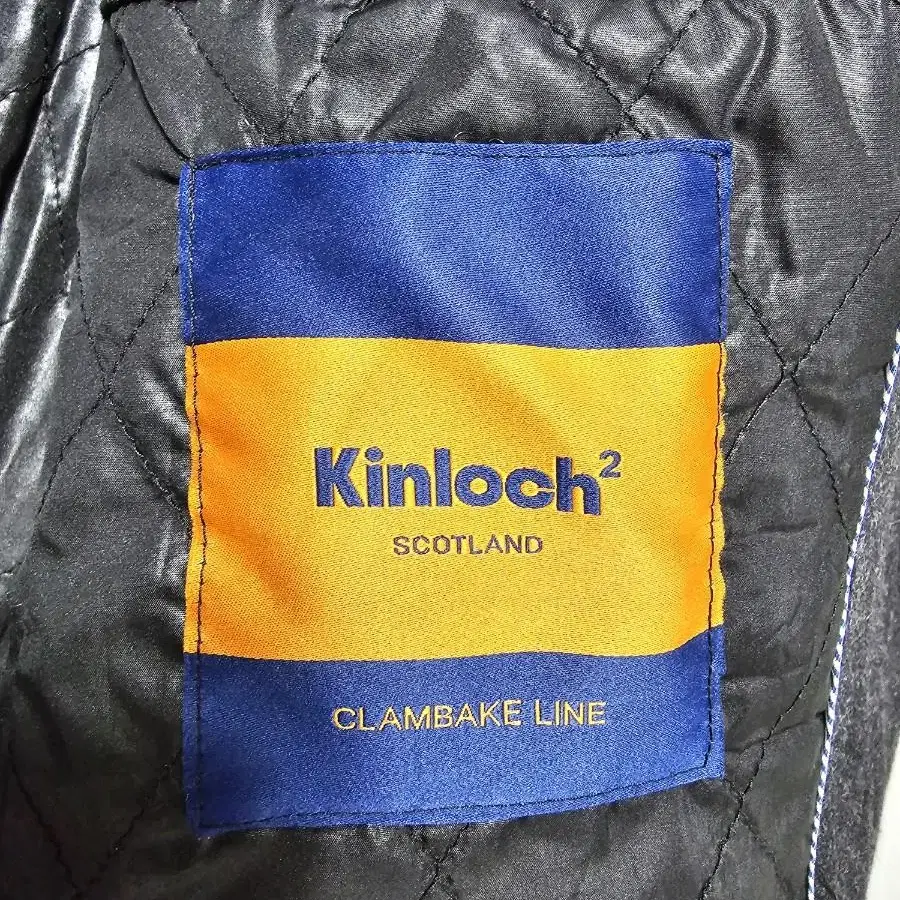 Kinloch²
SCOTLAND
CLAMBAKE LINE